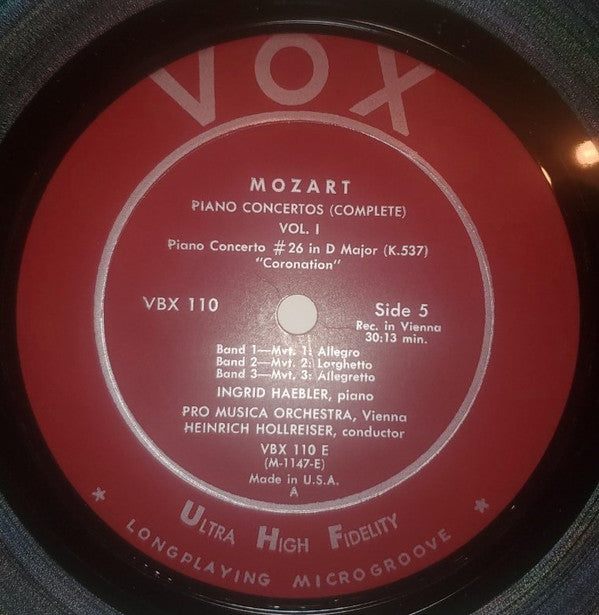 VOX
MOZART
PIANO CONCERTOS (COMPLETE)
VOL. I
Piano Concerto #26 in D Major (K.537)
"Coronation"
VBX 110
Side 5
Rec. in Vienna
30:13 min.
Band 1—Mvt. 1: Allegro
Band 2—Mvt. 2: Larghetto
Band 3—Mvt. 3: Allegretto
INGRID HAEBLER, piano
PRO MUSICA ORCHESTRA, Vienna
HEINRICH HOLLREISER, conductor
VBX 110 E
(M-1147-E)
Made in U.S.A.
A
ULTRA HIGH FIDELITY
★ LONGPLAYING MICROGROOVE ★